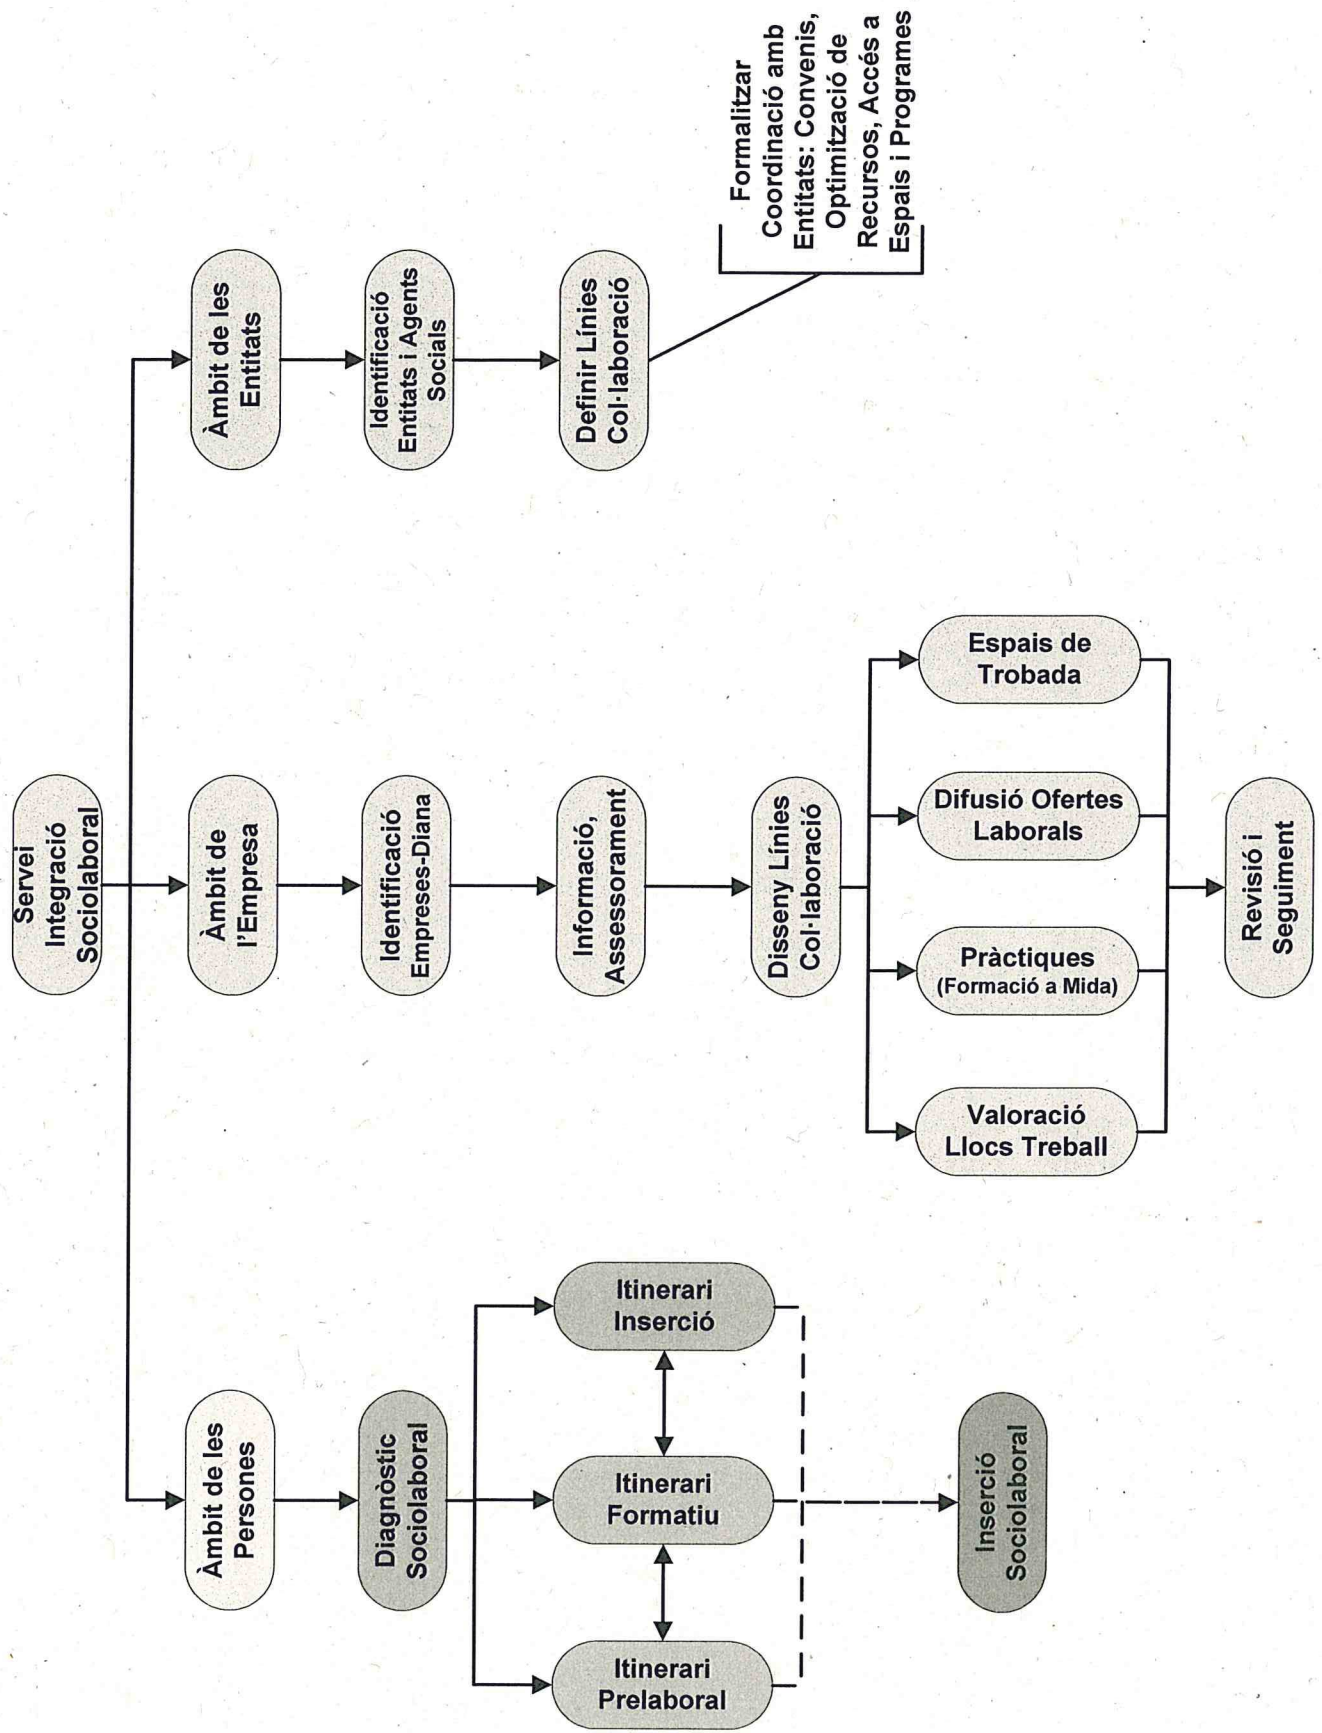 Servei
Integració
Sociolaboral
Àmbit de les
Persones
Àmbit de
l'Empresa
Àmbit de les
Entitats
Diagnòstic
Sociolaboral
Identificació
Empreses-Diana
Identificació
Entitats i Agents
Socials
Itinerari
Prelaboral
Itinerari
Formatiu
Itinerari
Inserció
Informació,
Assessorament
Definir Línies
Col·laboració
Disseny Línies
Col·laboració
Formalitzar
Coordinació amb
Entitats: Convenis,
Optimització de
Recursos, Accés a
Espais i Programes
Inserció
Sociolaboral
Valoració
Llocs Treball
Pràctiques
(Formació a Mida)
Difusió Ofertes
Laborals
Espais de
Trobada
Revisió i
Seguiment